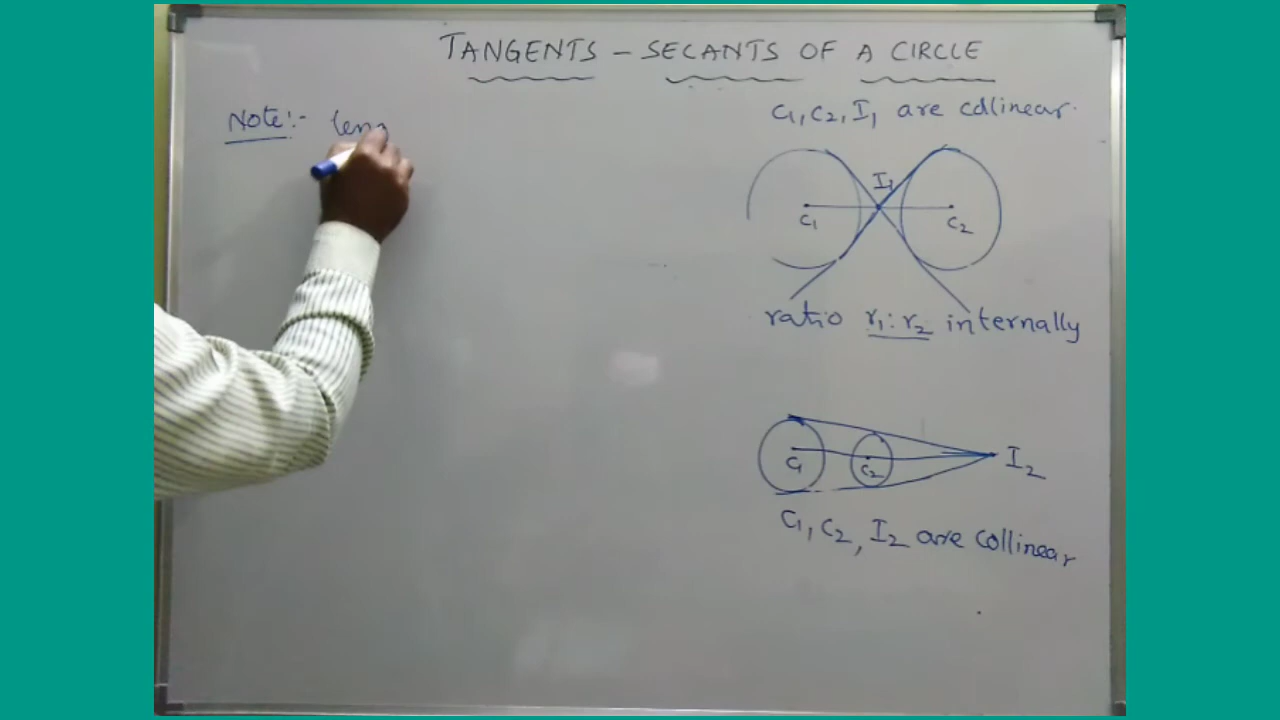 TANGENTS - SECANTS OF A CIRCLE
Note:- leng
C1, C2, I1 are collinear.
I1
C1
C2
ratio r1:r2 internally
C1
C2
I2
C1, C2, I2 are collinear